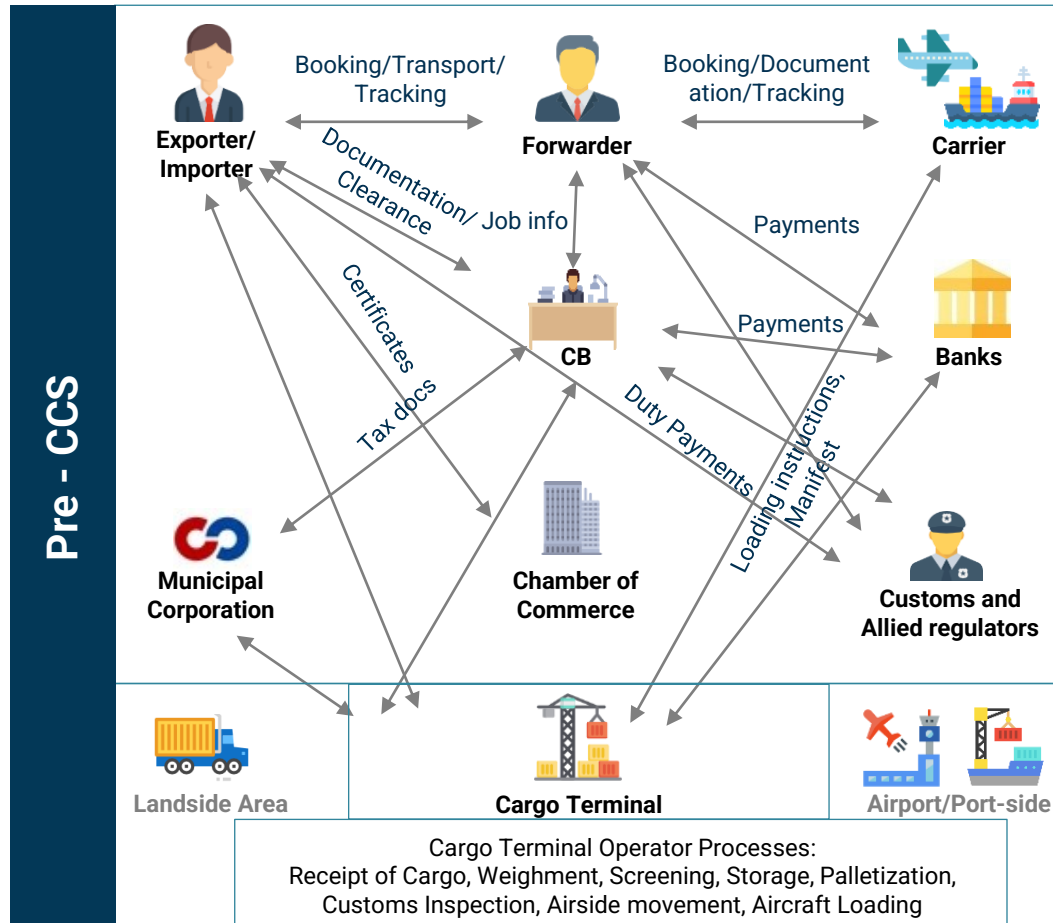 Pre - CCS
Booking/Transport/
Tracking
Booking/Document
ation/Tracking
Exporter/
Importer
Forwarder
Carrier
Documentation/
Clearance
Job info
Payments
Certificates
Payments
CB
Banks
Tax docs
Duty Payments
Loading instructions,
Manifest
Municipal
Corporation
Chamber of
Commerce
Customs and
Allied regulators
Landside Area
Cargo Terminal
Airport/Port-side
Cargo Terminal Operator Processes:
Receipt of Cargo, Weighment, Screening, Storage, Palletization,
Customs Inspection, Airside movement, Aircraft Loading